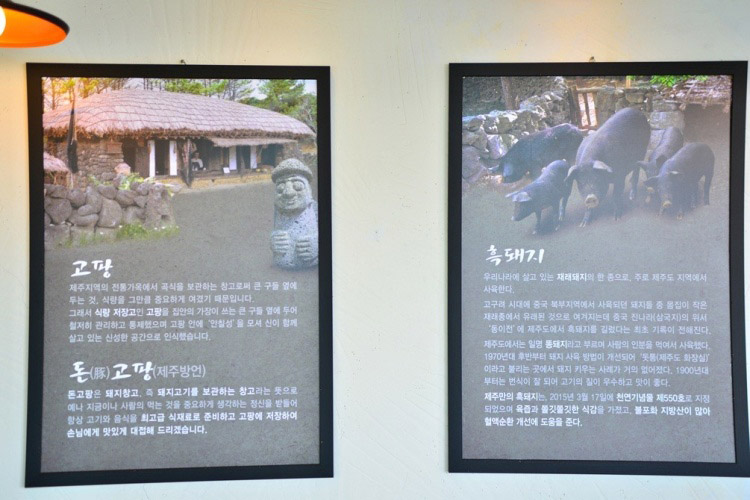 고팡
제주지역의 전통가옥에서 곡식을 보관하는 창고로써 큰 구들 옆에
두는 것, 식량을 그만큼 중요하게 여겼기 때문입니다.
그래서 식량 저장고인 고팡을 집안의 가장이 쓰는 큰 구들 옆에 두어
철저히 관리하고 통제했으며 고팡 안에 '안칠성'을 모셔 신이 함께
살고 있는 신성한 공간으로 인식했습니다.
돈(豚)고팡(제주방언)
돈고팡은 돼지창고, 즉 돼지고기를 보관하는 창고라는 뜻으로
예나 지금이나 사람의 먹는 것을 중요하게 생각하는 정신을 받들어
항상 고기와 음식을 최고급 식재료로 준비하고 고팡에 저장하여
손님에게 맛있게 대접해 드리겠습니다.
흑돼지
우리나라에 살고 있는 재래돼지의 한 종으로, 주로 제주도 지역에서
사육한다.
고구려 시대에 중국 북부지역에서 사육되던 돼지들 중 몸집이 작은
재래종에서 유래된 것으로 여겨지는데 중국 진나라(삼국지)의 위서
'동이전'에 제주도에서 흑돼지를 길렀다는 최초 기록이 전해진다.
제주도에서는 일명 똥돼지라고 부르며 사람의 인분을 먹여서 사육했다.
1970년대 후반부터 돼지 사육 방법이 개선되어 '돗통(제주도 화장실)'
이라고 불리는 곳에서 돼지 키우는 사례가 거의 없어졌다. 1900년대
부터는 번식이 잘 되며 고기의 질이 우수하고 맛이 좋다.
제주만의 흑돼지는, 2015년 3월 17일에 천연기념물 제550호로 지정
되었으며 육즙과 쫄깃쫄깃한 식감을 가졌고, 불포화 지방산이 많아
혈액순환 개선에 도움을 준다.